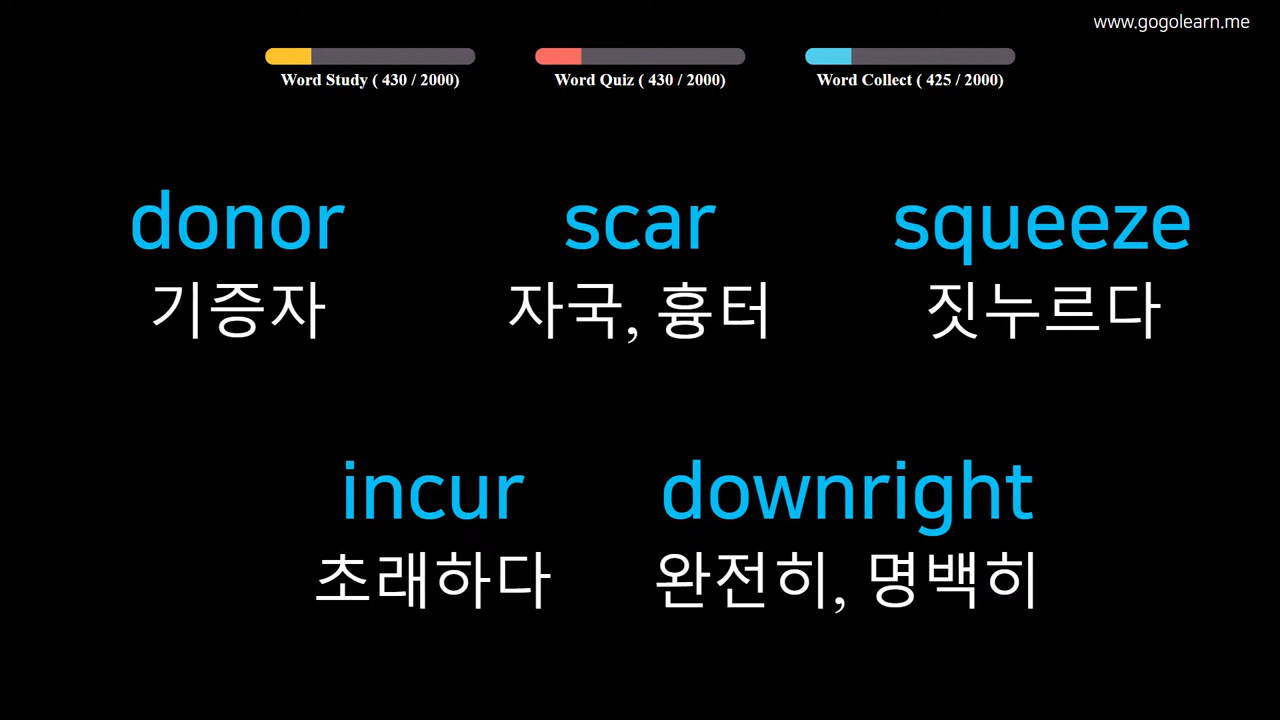 www.gogolearn.me
Word Study ( 430 / 2000)
Word Quiz ( 430 / 2000)
Word Collect ( 425 / 2000)
donor
기증자
scar
자국, 흉터
squeeze
짓누르다
incur
초래하다
downright
완전히, 명백히